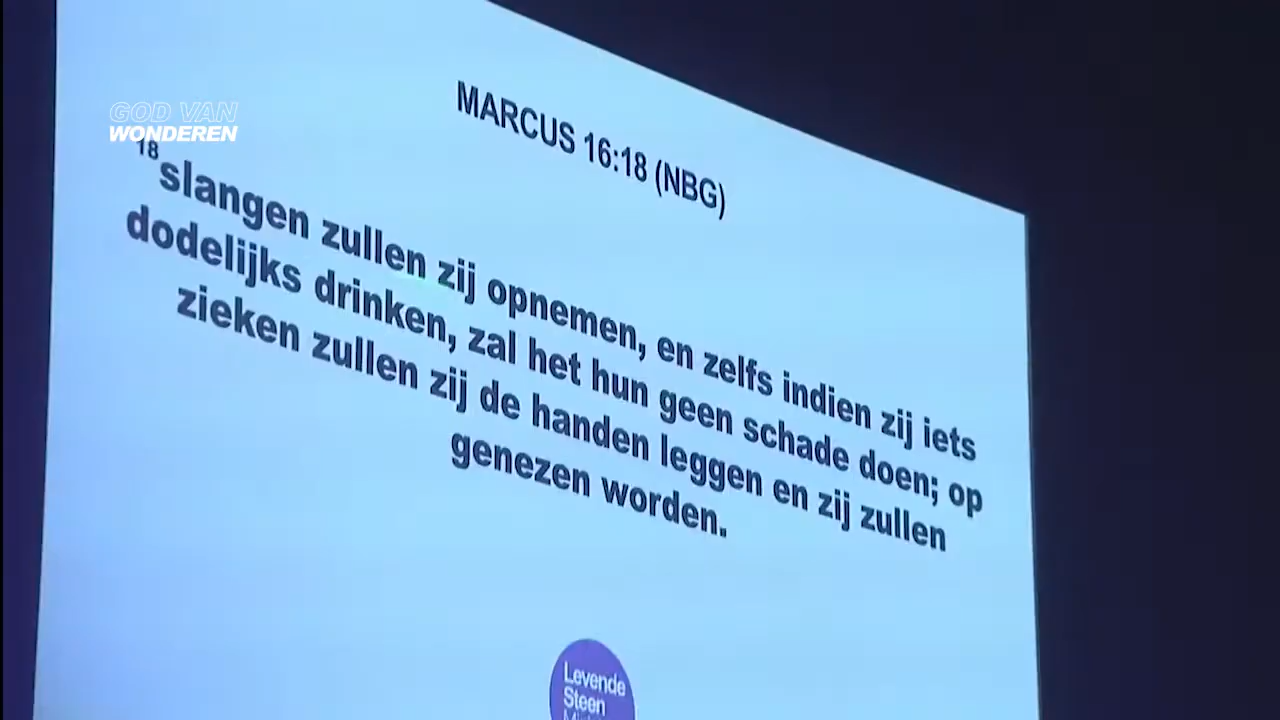 GOD VAN
WONDEREN
MARCUS 16:18 (NBG)
18 slangen zullen zij opnemen, en zelfs indien zij iets
dodelijks drinken, zal het hun geen schade doen; op
zieken zullen zij de handen leggen en zij zullen
genezen worden.
Levende
Steen